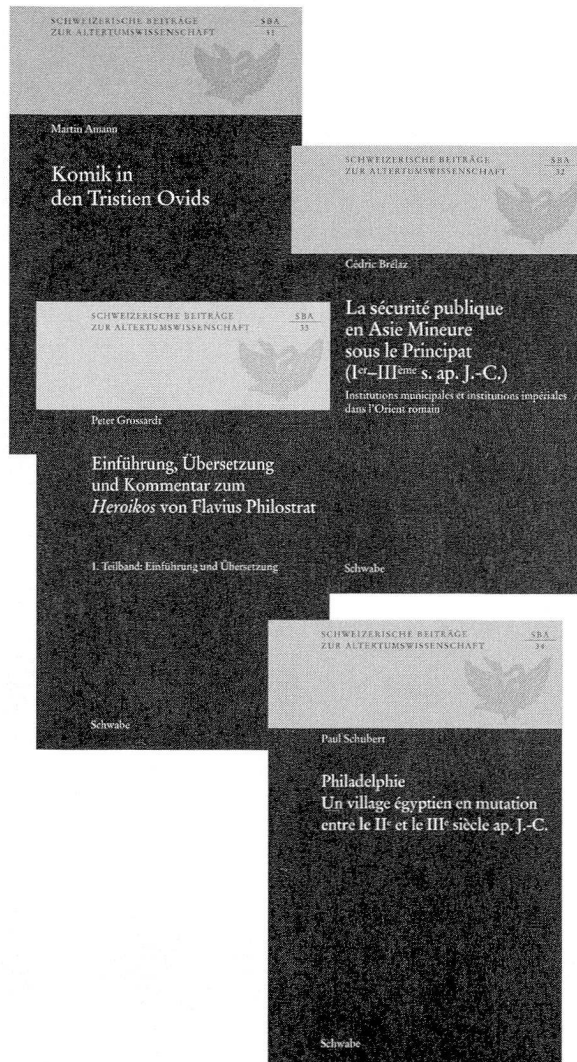 SCHWEIZERISCHE BEITRÄGE
ZUR ALTERTUMSWISSENSCHAFT
SBA
31
Martin Amann
Komik in
den Tristien Ovids
SCHWEIZERISCHE BEITRÄGE
ZUR ALTERTUMSWISSENSCHAFT
SBA
32
Cédric Brélaz
La sécurité publique
en Asie Mineure
sous le Principat
(Ier–IIIème s. ap. J.-C.)
Institutions municipales et institutions impériales
dans l'Orient romain
Schwabe
SCHWEIZERISCHE BEITRÄGE
ZUR ALTERTUMSWISSENSCHAFT
SBA
33
Peter Grossardt
Einführung, Übersetzung
und Kommentar zum
Heroikos von Flavius Philostrat
1. Teilband: Einführung und Übersetzung
Schwabe
SCHWEIZERISCHE BEITRÄGE
ZUR ALTERTUMSWISSENSCHAFT
SBA
34
Paul Schubert
Philadelphie
Un village égyptien en mutation
entre le IIe et le IIIe siècle ap. J.-C.
Schwabe